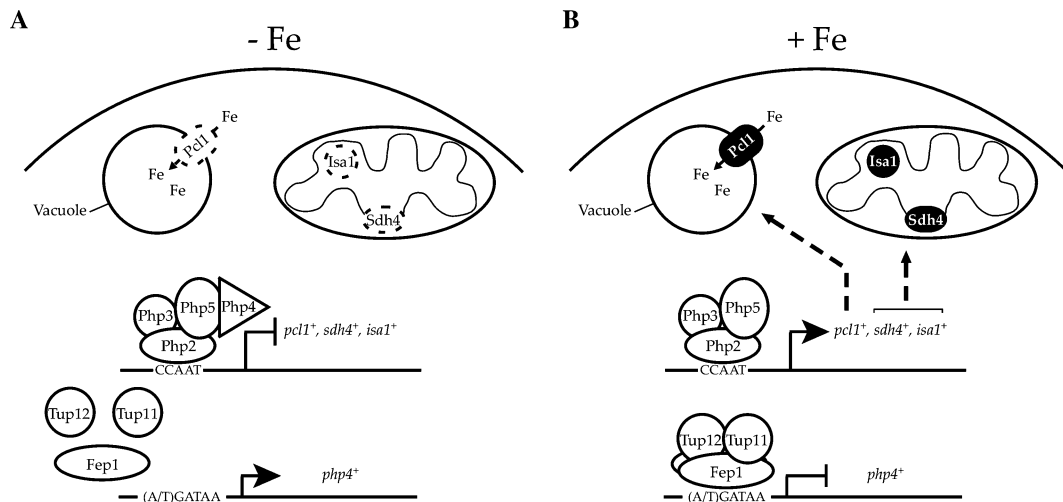 A
- Fe
Fe
Pcl1
Fe
Fe
Vacuole
Isa1
Sdh4
Php3
Php5
Php4
Php2
CCAAT
pcl1⁺, sdh4⁺, isa1⁺
Tup12
Tup11
Fep1
(A/T)GATAA
php4⁺
B
+ Fe
Fe
Pcl1
Fe
Fe
Vacuole
Isa1
Sdh4
Php3
Php5
Php2
CCAAT
pcl1⁺, sdh4⁺, isa1⁺
Tup12
Tup11
Fep1
(A/T)GATAA
php4⁺